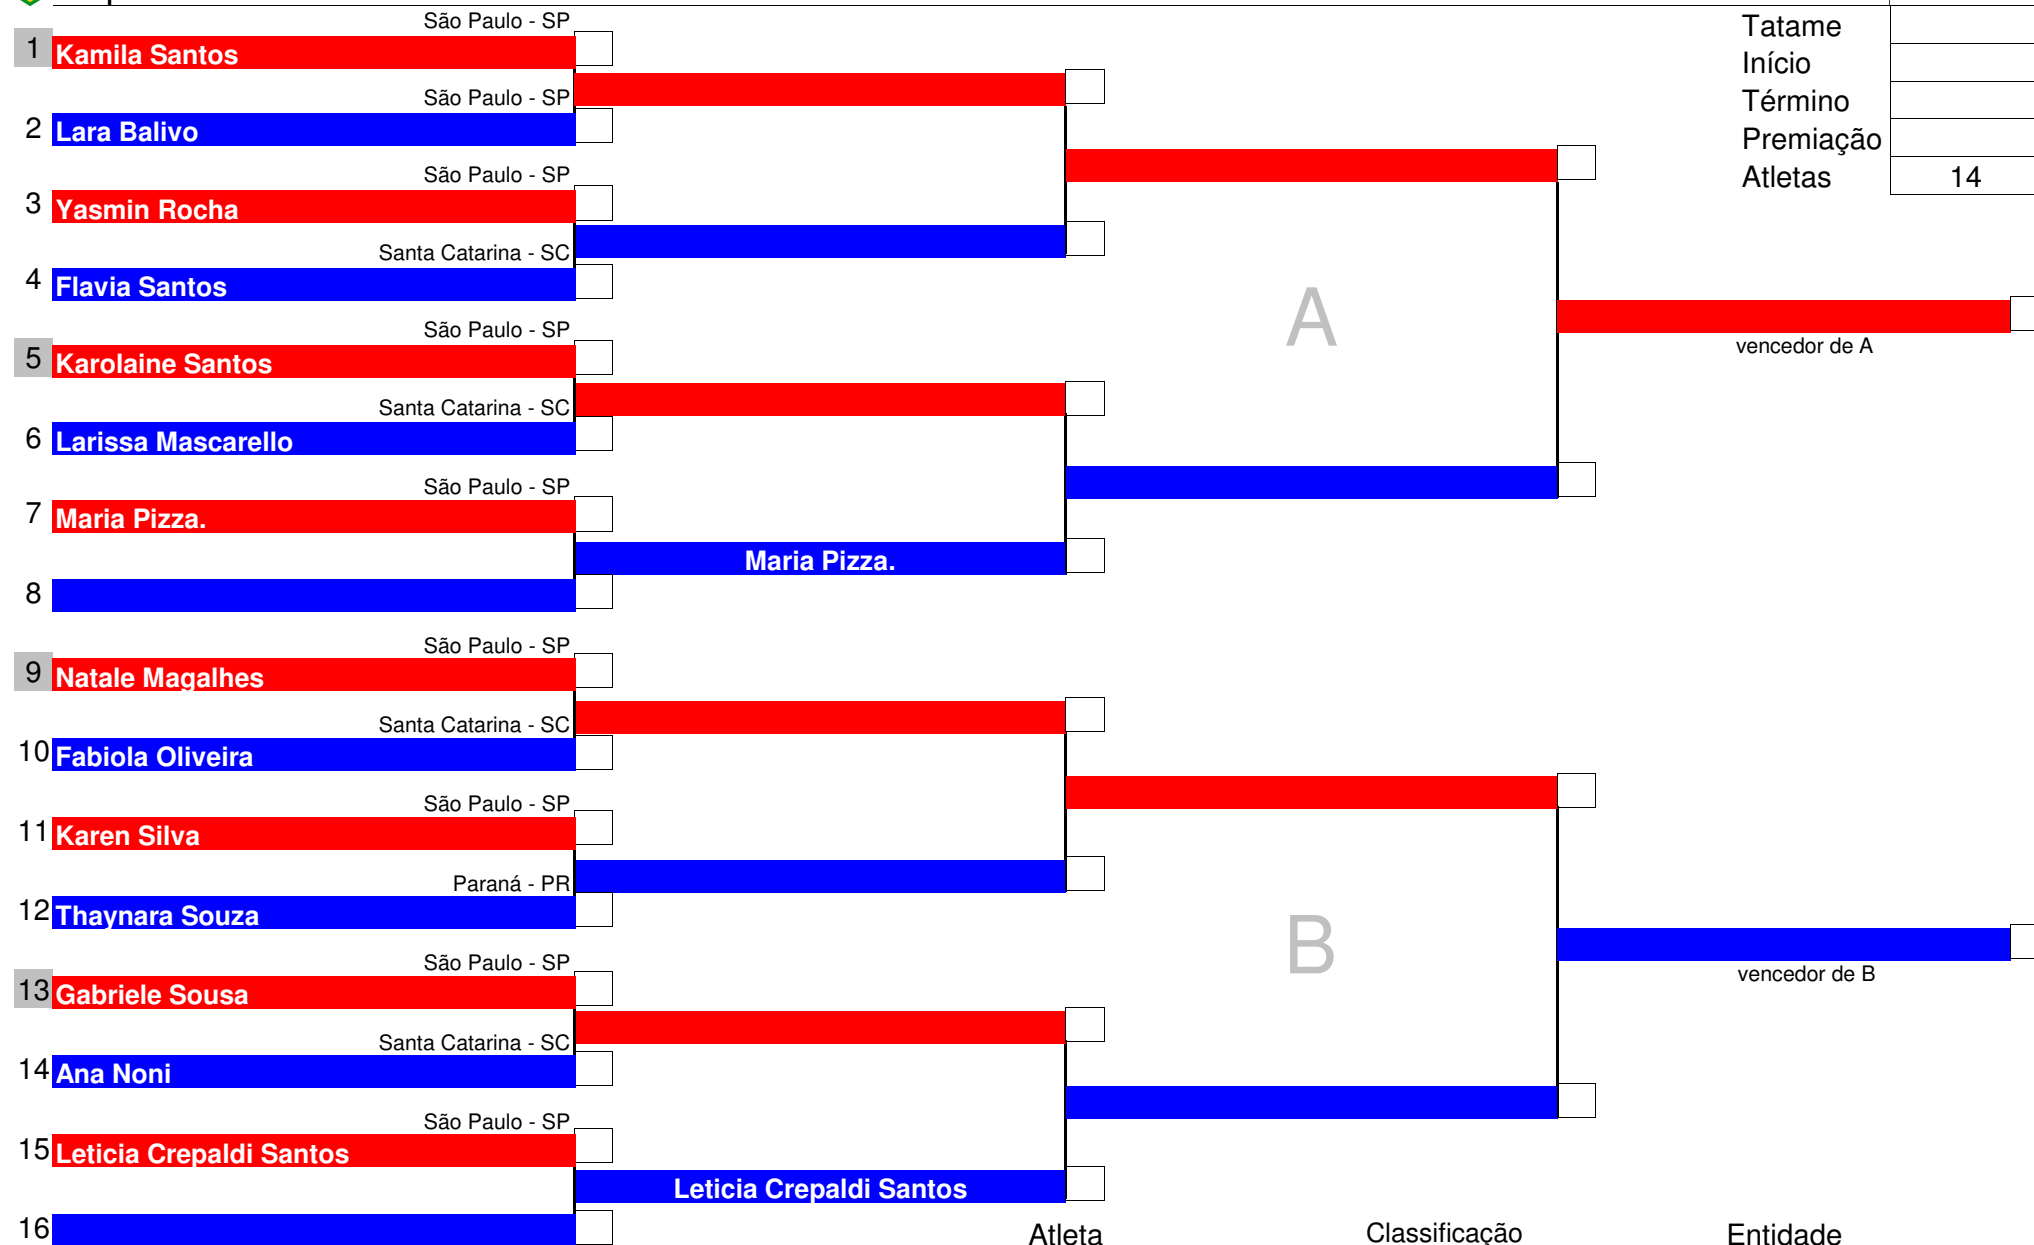 São Paulo - SP
1 Kamila Santos
São Paulo - SP
2 Lara Balivo
São Paulo - SP
3 Yasmin Rocha
Santa Catarina - SC
4 Flavia Santos
São Paulo - SP
5 Karolaine Santos
Santa Catarina - SC
6 Larissa Mascarello
São Paulo - SP
7 Maria Pizza.
Maria Pizza.
8
São Paulo - SP
9 Natale Magalhes
Santa Catarina - SC
10 Fabiola Oliveira
São Paulo - SP
11 Karen Silva
Paraná - PR
12 Thaynara Souza
São Paulo - SP
13 Gabriele Sousa
Santa Catarina - SC
14 Ana Noni
São Paulo - SP
15 Leticia Crepaldi Santos
Leticia Crepaldi Santos
16
A
vencedor de A
B
vencedor de B
Tatame
Início
Término
Premiação
Atletas 14
Atleta Classificação Entidade